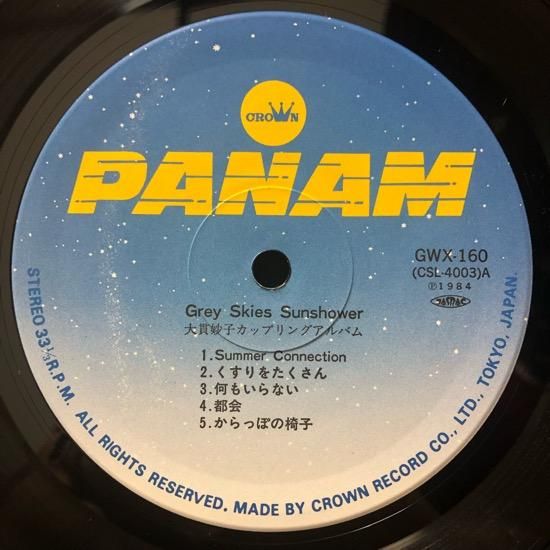 CROWN
PANAM
GWX-160
(CSL-4003)A
℗1984
JASRAC
Grey Skies Sunshower
大貫妙子カップリングアルバム
1.Summer Connection
2.くすりをたくさん
3.何もいらない
4.都会
5.からっぽの椅子
STEREO 33⅓R.P.M. ALL RIGHTS RESERVED. MADE BY CROWN RECORD CO., LTD., TOKYO, JAPAN.